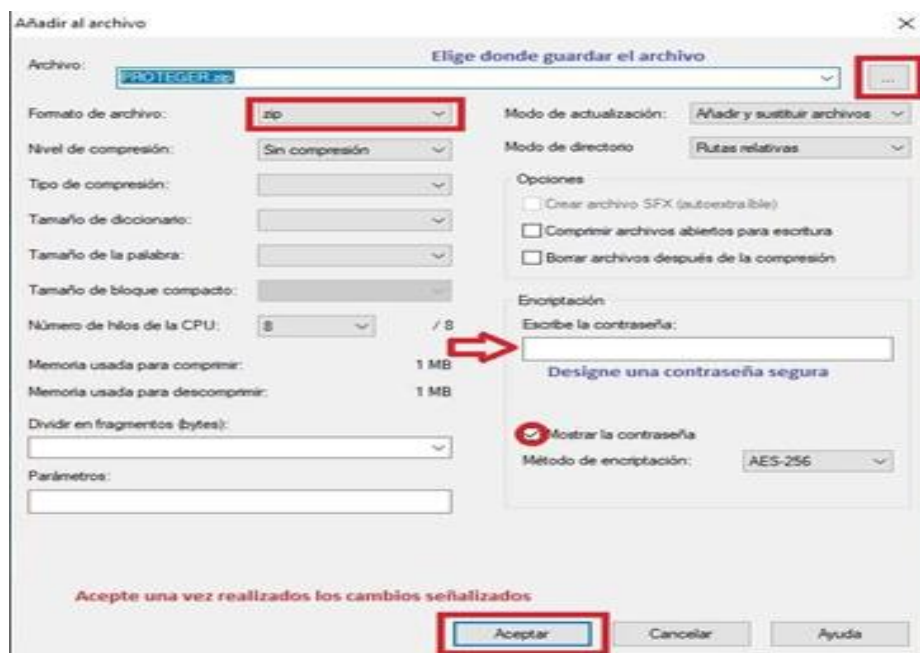 Añadir al archivo
Elige donde guardar el archivo
Archivo:
PROTEGER.zip
...
Formato de archivo: zip
Modo de actualización: Añadir y sustituir archivos
Nivel de compresión: Sin compresión
Modo de directorio Rutas relativas
Tipo de compresión:
Opciones
Crear archivo SFX (autoextraíble)
Tamaño de diccionario:
Comprimir archivos abiertos para escritura
Tamaño de la palabra:
Borrar archivos después de la compresión
Tamaño de bloque compacto:
Encriptación
Número de hilos de la CPU: 8 / 8
Escribe la contraseña:
Memoria usada para comprimir: 1 MB
Designe una contraseña segura
Memoria usada para descomprimir: 1 MB
Dividir en fragmentos (bytes):
Mostrar la contraseña
Método de encriptación: AES-256
Parámetros:
Acepte una vez realizados los cambios señalizados
Aceptar Cancelar Ayuda